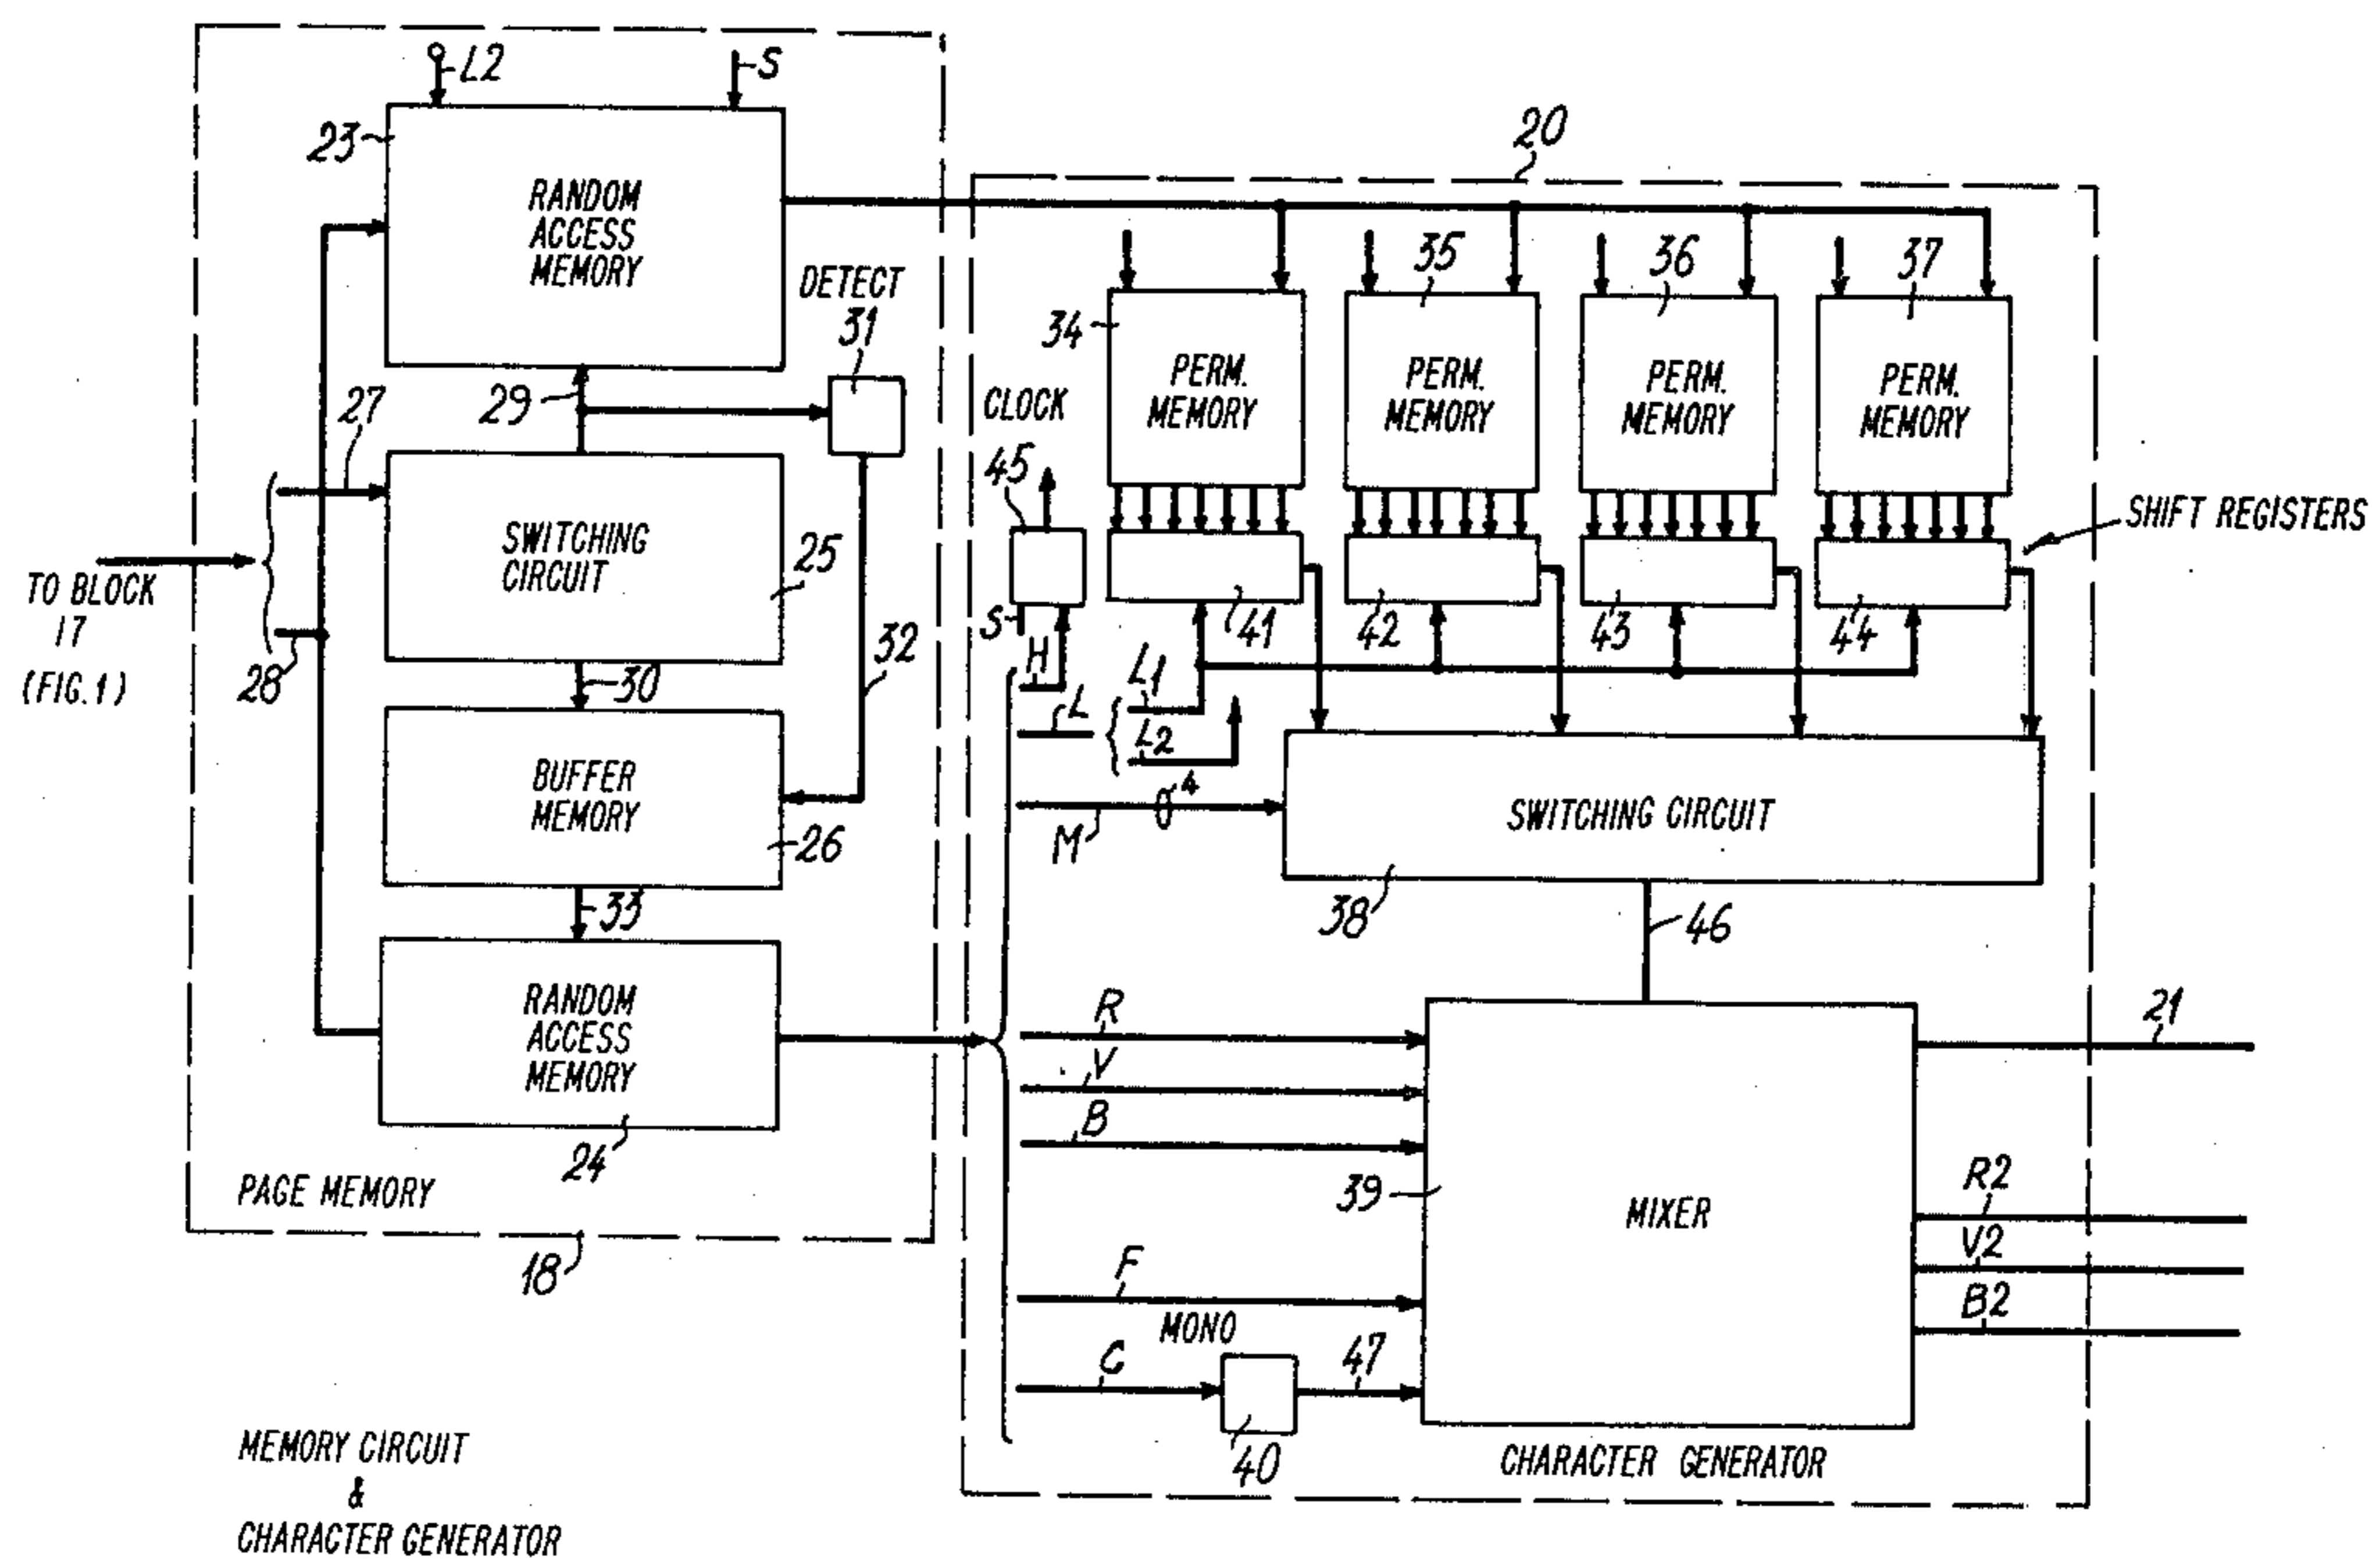 L2
S
23
RANDOM
ACCESS
MEMORY
DETECT
31
29
27
SWITCHING
CIRCUIT
25
TO BLOCK
17
(FIG. 1)
28
30
32
BUFFER
MEMORY
26
33
RANDOM
ACCESS
MEMORY
24
PAGE MEMORY
18
20
34
PERM.
MEMORY
35
PERM.
MEMORY
36
PERM.
MEMORY
37
PERM.
MEMORY
CLOCK
45
S
H
L
L1
L2
41
42
43
44
SHIFT REGISTERS
M
4
SWITCHING CIRCUIT
38
46
R
V
B
39
MIXER
F
MONO
C
40
47
21
R2
V2
B2
CHARACTER GENERATOR
MEMORY CIRCUIT
&
CHARACTER GENERATOR